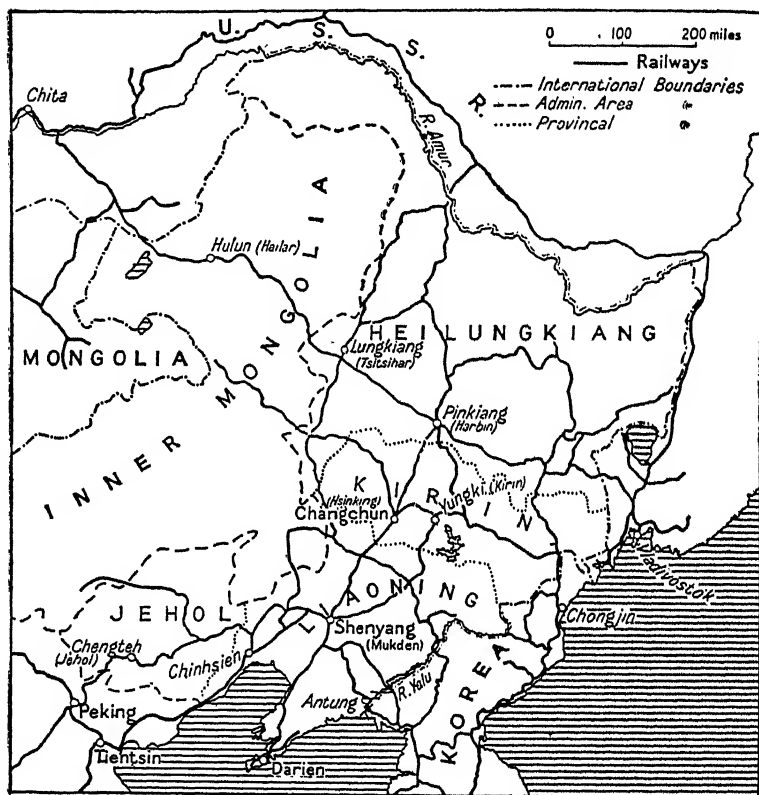 U. S. S. R.
0 100 200 miles
Railways
International Boundaries
Admin. Area "
Provincal "
Chita
R. Amur
Hulun (Hailar)
MONGOLIA
INNER MONGOLIA
HEILUNGKIANG
Lungkiang
(Tsitsihar)
Pinkiang
(Harbin)
KIRIN
(Hsinking)
Changchun
Yungki (Kirin)
Vladivostok
LIAONING
JEHOL
Chengteh
(Jehol)
Chinhsien
Shenyang
(Mukden)
Chongjin
Antung
R. Yalu
KOREA
Peking
Tientsin
Darien